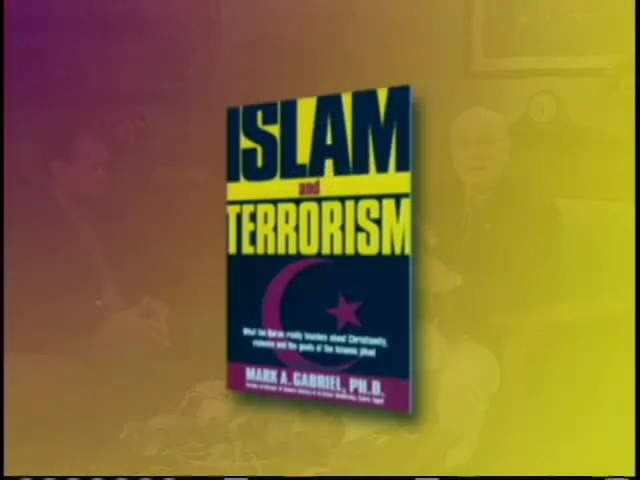 ISLAM
and
TERRORISM
What the Quran really teaches about Christianity,
violence and the goals of the Islamic jihad
MARK A. GABRIEL, PH.D.